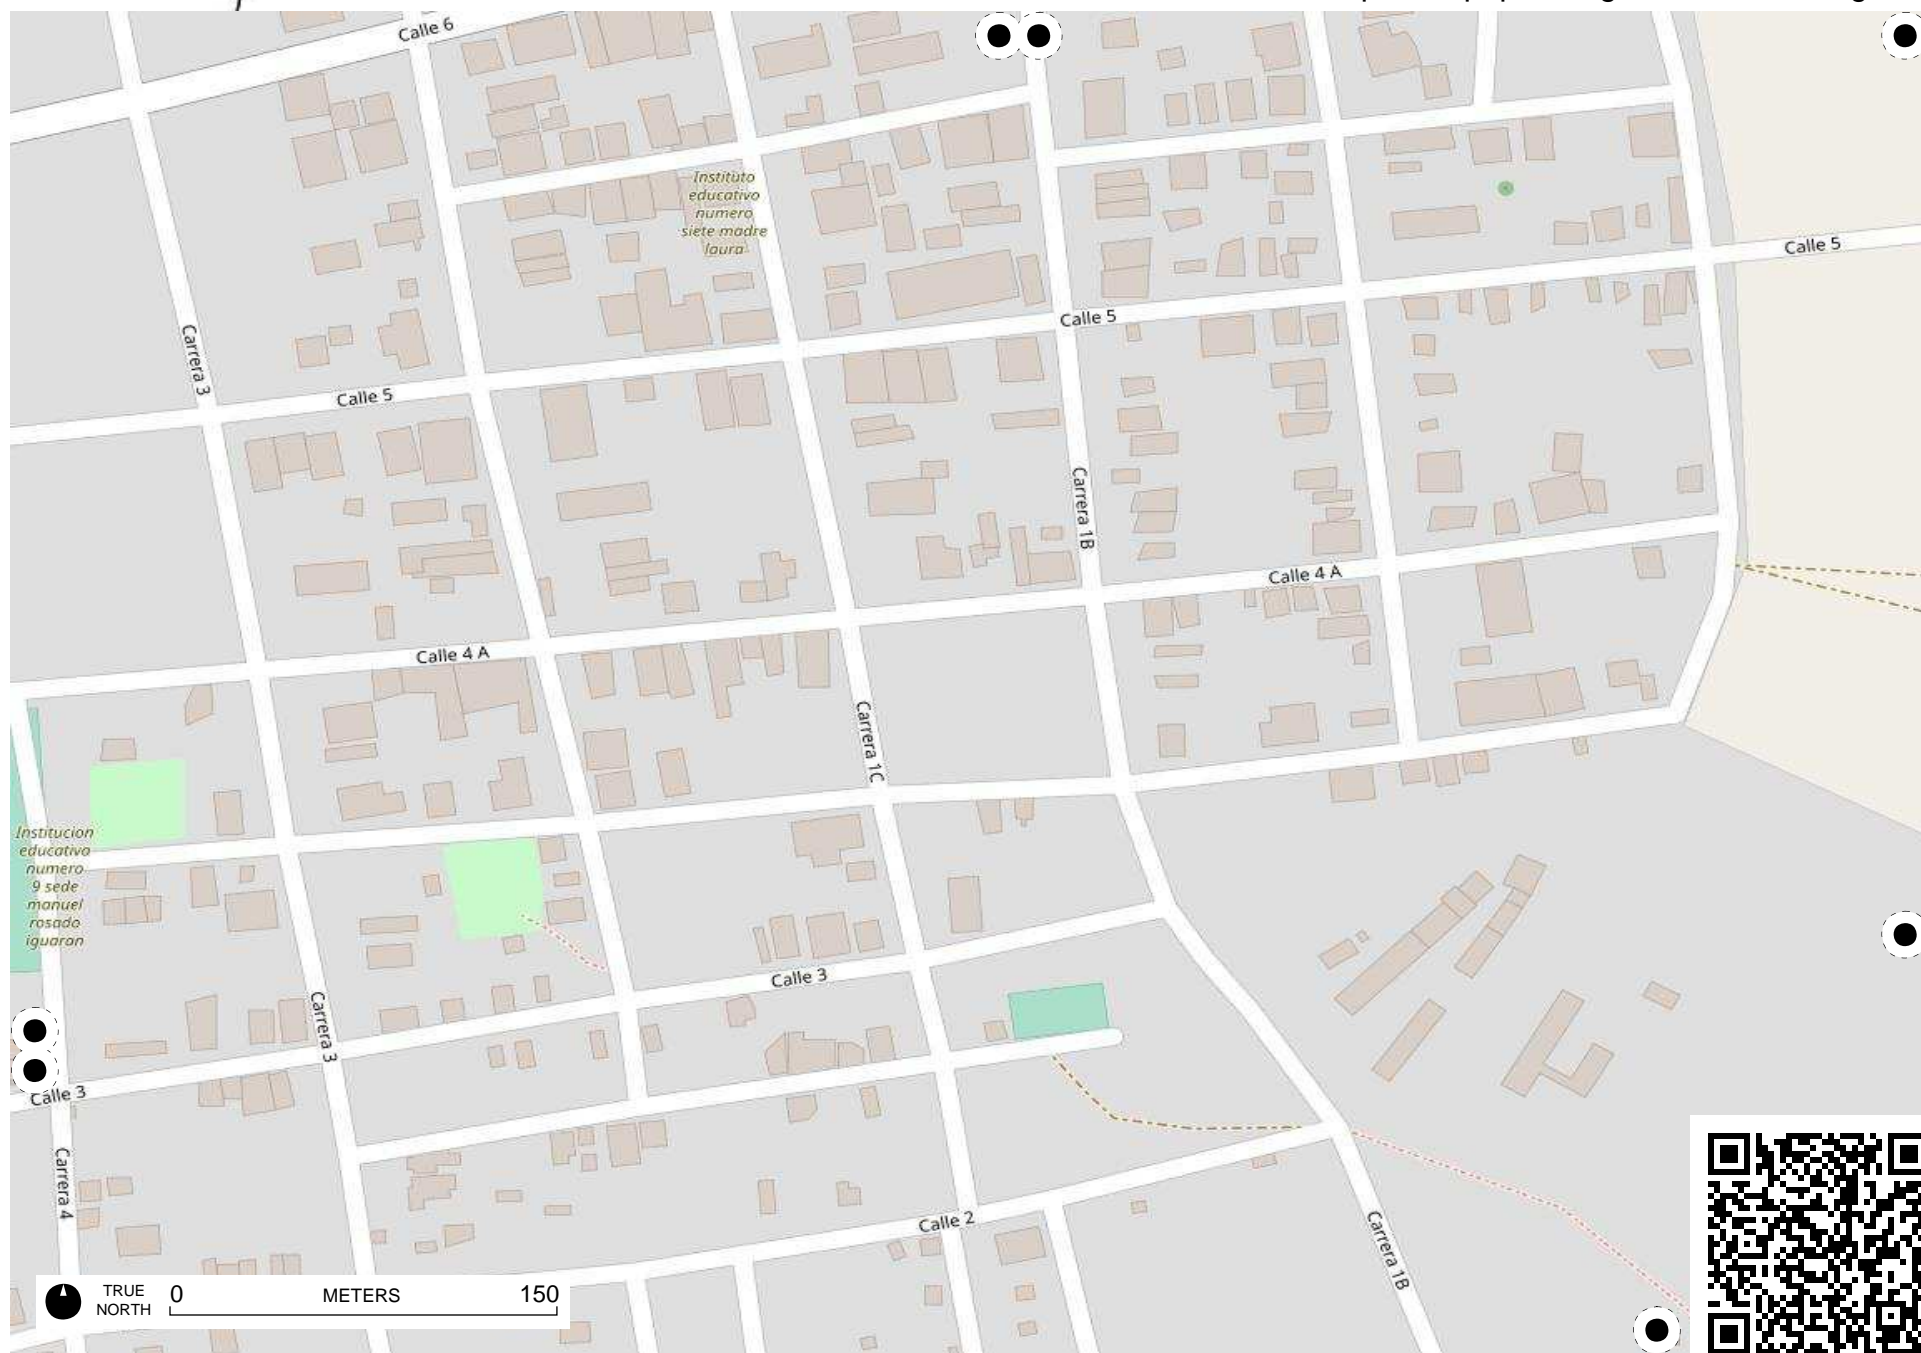 Calle 6
Instituto
educativo
numero
siete madre
laura
Calle 5
Calle 5
Carrera 3
Calle 5
Carrera 1B
Calle 4 A
Calle 4 A
Carrera 1C
Institucion
educativa
numero
9 sede
manuel
rosado
iguaran
Calle 3
Carrera 3
Calle 3
Carrera 4
Calle 2
Carrera 1B
TRUE
NORTH
0 METERS 150